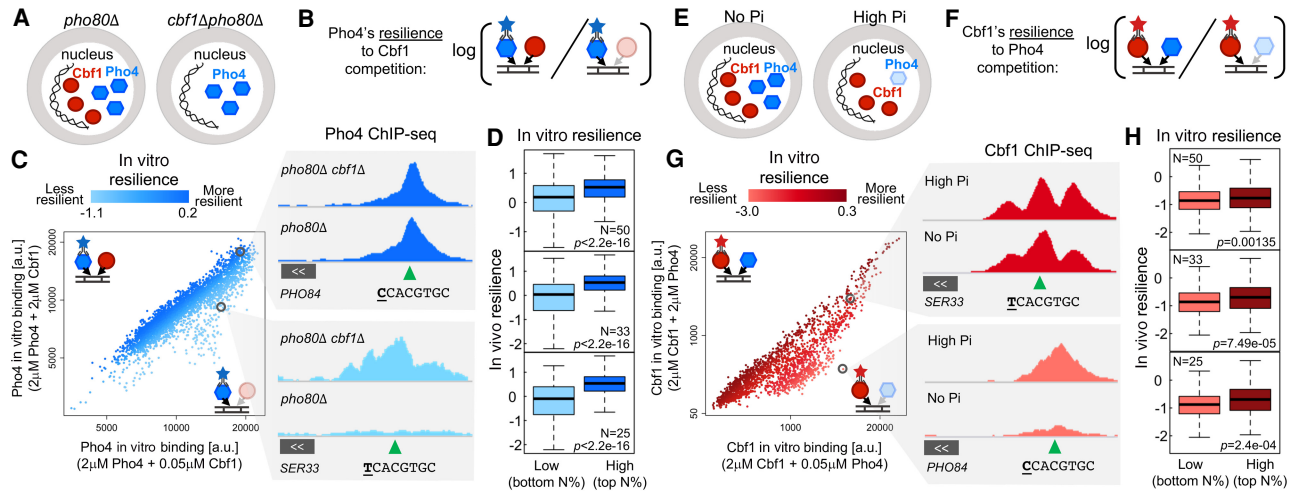 A
pho80Δ
cbf1Δpho80Δ
nucleus
Cbf1 Pho4
nucleus
Pho4
B
Pho4's resilience
to Cbf1
competition:
log
C
In vitro
resilience
Less
resilient
More
resilient
-1.1
0.2
Pho4 in vitro binding [a.u.]
(2μM Pho4 + 2μM Cbf1)
20000
10000
5000
5000
10000
20000
Pho4 in vitro binding [a.u.]
(2μM Pho4 + 0.05μM Cbf1)
Pho4 ChIP-seq
pho80Δ cbf1Δ
pho80Δ
<<
PHO84
CCACGTGC
pho80Δ cbf1Δ
pho80Δ
<<
SER33
TCACGTGC
D
In vitro resilience
In vivo resilience
1
0
-1
N=50
p<2.2e-16
1
0
-1
N=33
p<2.2e-16
1
0
-1
-2
N=25
p<2.2e-16
Low
(bottom N%)
High
(top N%)
E
No Pi
High Pi
nucleus
Cbf1 Pho4
nucleus
Pho4
Cbf1
F
Cbf1's resilience
to Pho4
competition:
log
G
In vitro
resilience
Less
resilient
More
resilient
-3.0
0.3
Cbf1 in vitro binding [a.u.]
(2μM Cbf1 + 2μM Pho4)
20000
1000
50
1000
20000
Cbf1 in vitro binding [a.u.]
(2μM Cbf1 + 0.05μM Pho4)
Cbf1 ChIP-seq
High Pi
No Pi
<<
SER33
TCACGTGC
High Pi
No Pi
<<
PHO84
CCACGTGC
H
In vitro resilience
In vivo resilience
N=50
0
-1
-2
p=0.00135
N=33
0
-1
-2
p=7.49e-05
N=25
0
-1
-2
p=2.4e-04
Low
(bottom N%)
High
(top N%)